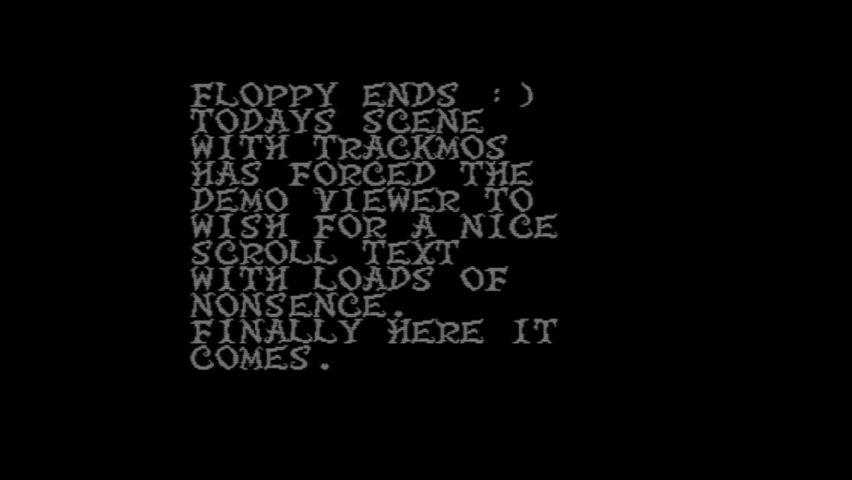 FLOPPY ENDS :)
TODAYS SCENE
WITH TRACKMOS
HAS FORCED THE
DEMO VIEWER TO
WISH FOR A NICE
SCROLL TEXT
WITH LOADS OF
NONSENCE.
FINALLY HERE IT
COMES.